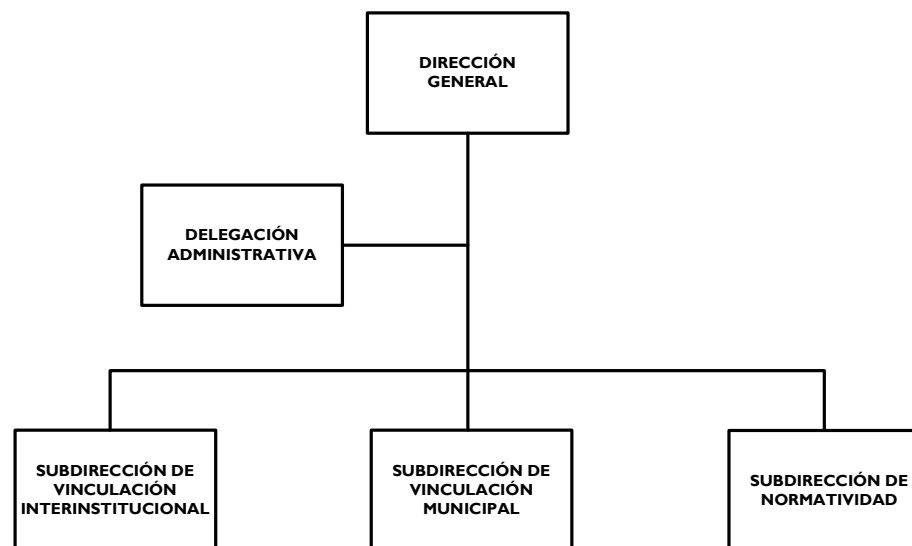 DIRECCIÓN
GENERAL
DELEGACIÓN
ADMINISTRATIVA
SUBDIRECCIÓN DE
VINCULACIÓN
INTERINSTITUCIONAL
SUBDIRECCIÓN DE
VINCULACIÓN
MUNICIPAL
SUBDIRECCIÓN DE
NORMATIVIDAD